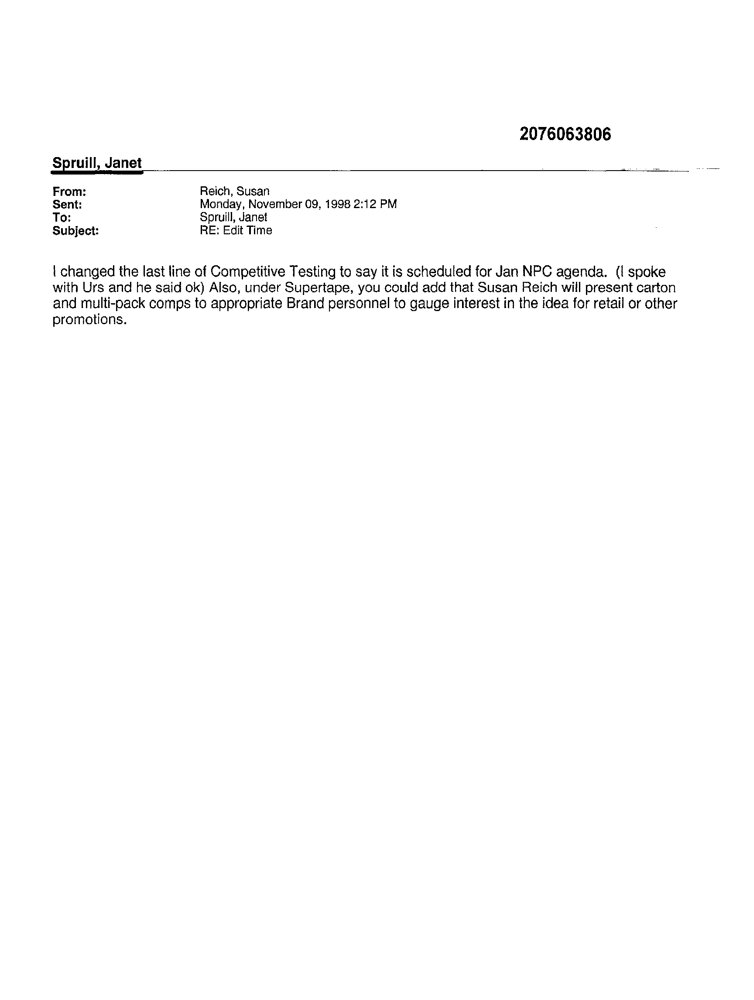 2076063806
Spruill, Janet
From: Reich, Susan
Sent: Monday, November 09, 1998 2:12 PM
To: Spruill, Janet
Subject: RE: Edit Time
I changed the last line of Competitive Testing to say it is scheduled for Jan NPC agenda.  (I spoke
with Urs and he said ok) Also, under Supertape, you could add that Susan Reich will present carton
and multi-pack comps to appropriate Brand personnel to gauge interest in the idea for retail or other
promotions.